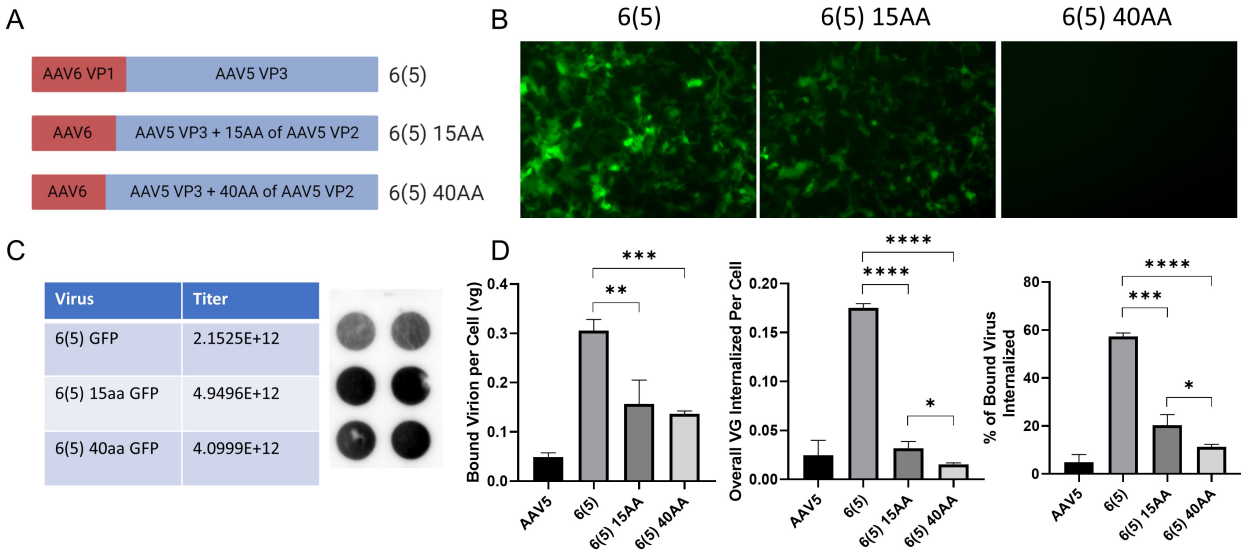 A
AAV6 VP1 AAV5 VP3 6(5)
AAV6 AAV5 VP3 + 15AA of AAV5 VP2 6(5) 15AA
AAV6 AAV5 VP3 + 40AA of AAV5 VP2 6(5) 40AA
B
6(5) 6(5) 15AA 6(5) 40AA
C
Virus Titer
6(5) GFP 2.1525E+12
6(5) 15aa GFP 4.9496E+12
6(5) 40aa GFP 4.0999E+12
D
Bound Virion per Cell (vg)
0.4
0.3
0.2
0.1
0.0
***
**
AAV5
6(5)
6(5) 15AA
6(5) 40AA
Overall VG Internalized Per Cell
0.20
0.15
0.10
0.05
0.00
****
****
*
AAV5
6(5)
6(5) 15AA
6(5) 40AA
% of Bound Virus
Internalized
80
60
40
20
0
****
***
*
AAV5
6(5)
6(5) 15AA
6(5) 40AA